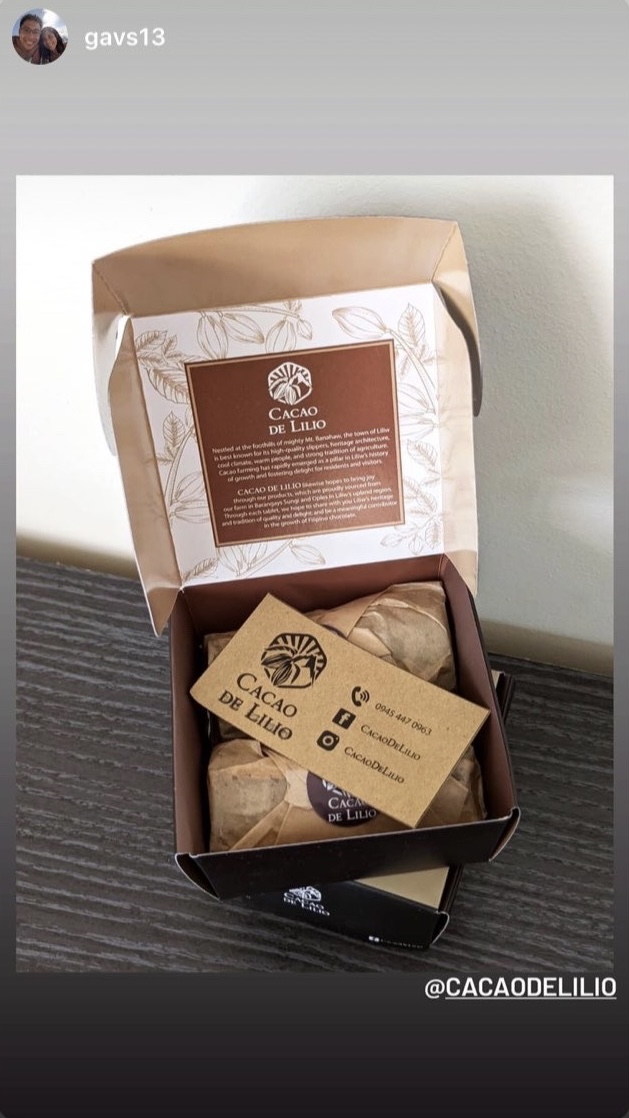 gavs13
CACAO
DE LILIO
Nestled at the foothills of mighty Mt. Banahaw, the town of Liliw
is best known for its high-quality slippers, heritage architecture,
cool climate, warm people, and strong tradition of agriculture.
Cacao farming has rapidly emerged as a pillar in Liliw's history
of growth and fostering delight for residents and visitors.
CACAO DE LILIO likewise hopes to bring joy
through our products, which are proudly sourced from
our farm in Barangays Sungi and Oples in Liliw's upland region.
Through each tablet, we hope to share with you Liliw's heritage
and tradition of quality and delight, and be a meaningful contributor
in the growth of Filipino chocolate.
CACAO
DE LILIO
0945 447 0963
CACAODELILIO
CACAODELILIO
CACAO
DE LILIO
DE LILIO
@CACAODELILIO